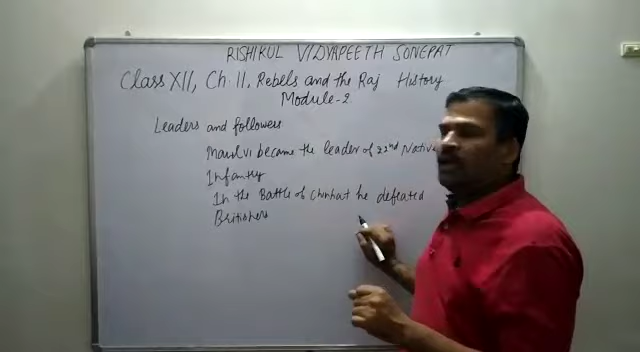 RISHIKUL VIDYAPEETH SONEPAT
Class XII, Ch. 11, Rebels and the Raj History
Module-2
Leaders and followers
Maulvi became the leader of 22nd Native
Infantry
In the Battle of Chinhat he defeated
Britishers